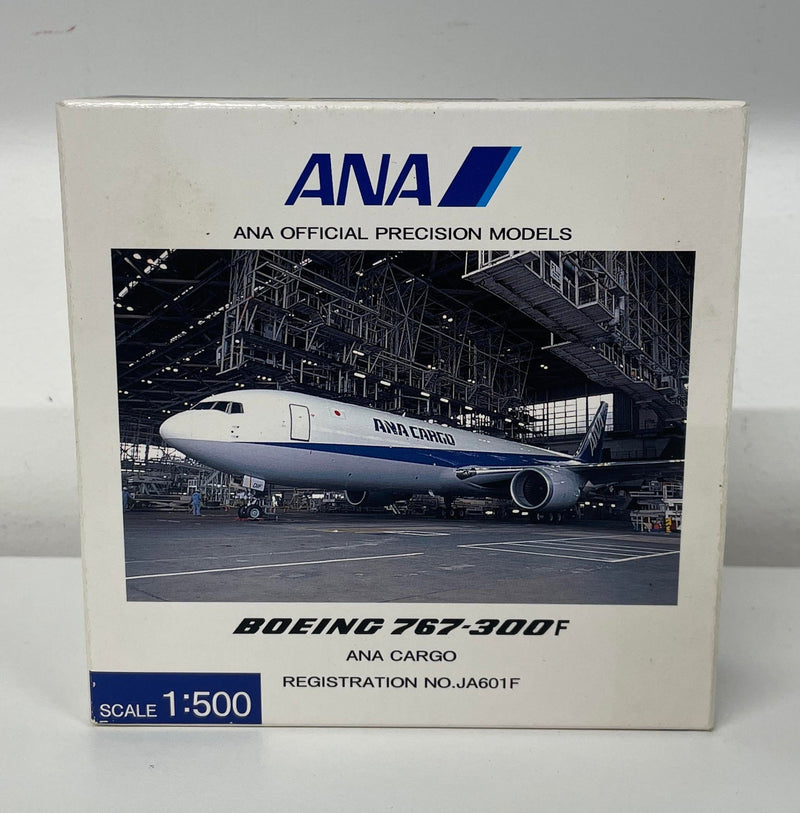 ANA
ANA OFFICIAL PRECISION MODELS
ANA CARGO
BOEING 767-300F
ANA CARGO
REGISTRATION NO.JA601F
SCALE 1:500